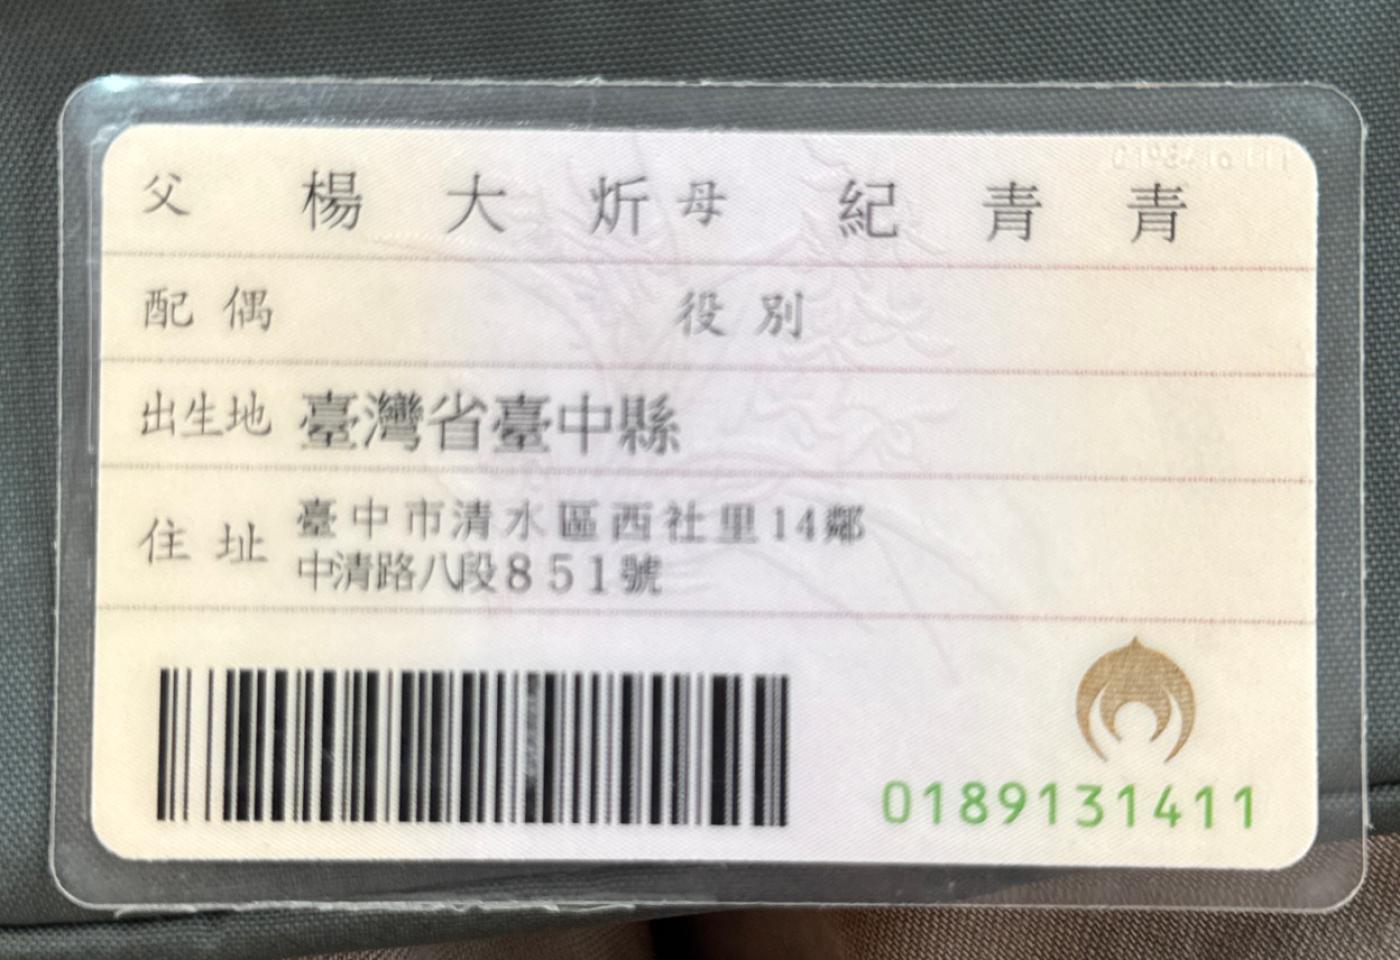 父 楊大炘 母 紀青青
配偶 役別
出生地 臺灣省臺中縣
住址 臺中市清水區西社里14鄰
中清路八段851號
0189131411